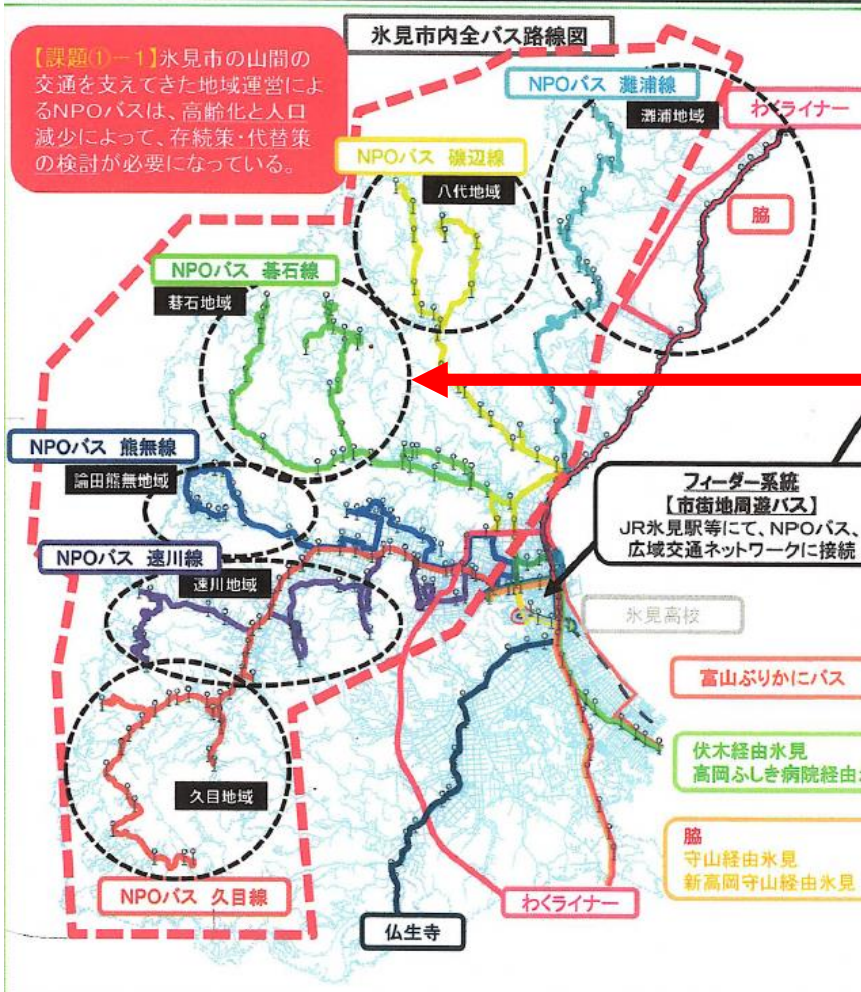 氷見市内全バス路線図
【課題①－1】氷見市の山間の
交通を支えてきた地域運営によ
るNPOバスは、高齢化と人口
減少によって、存続策・代替策
の検討が必要になっている。
NPOバス 灘浦線
灘浦地域
わくライナー
NPOバス 磯辺線
八代地域
脇
NPOバス 碁石線
碁石地域
NPOバス 熊無線
論田熊無地域
フィーダー系統
【市街地周遊バス】
JR氷見駅等にて、NPOバス、
広域交通ネットワークに接続
NPOバス 速川線
速川地域
氷見高校
富山ぶりかにバス
伏木経由氷見
高岡ふしき病院経由
久目地域
脇
守山経由氷見
新高岡守山経由氷見
NPOバス 久目線
わくライナー
仏生寺